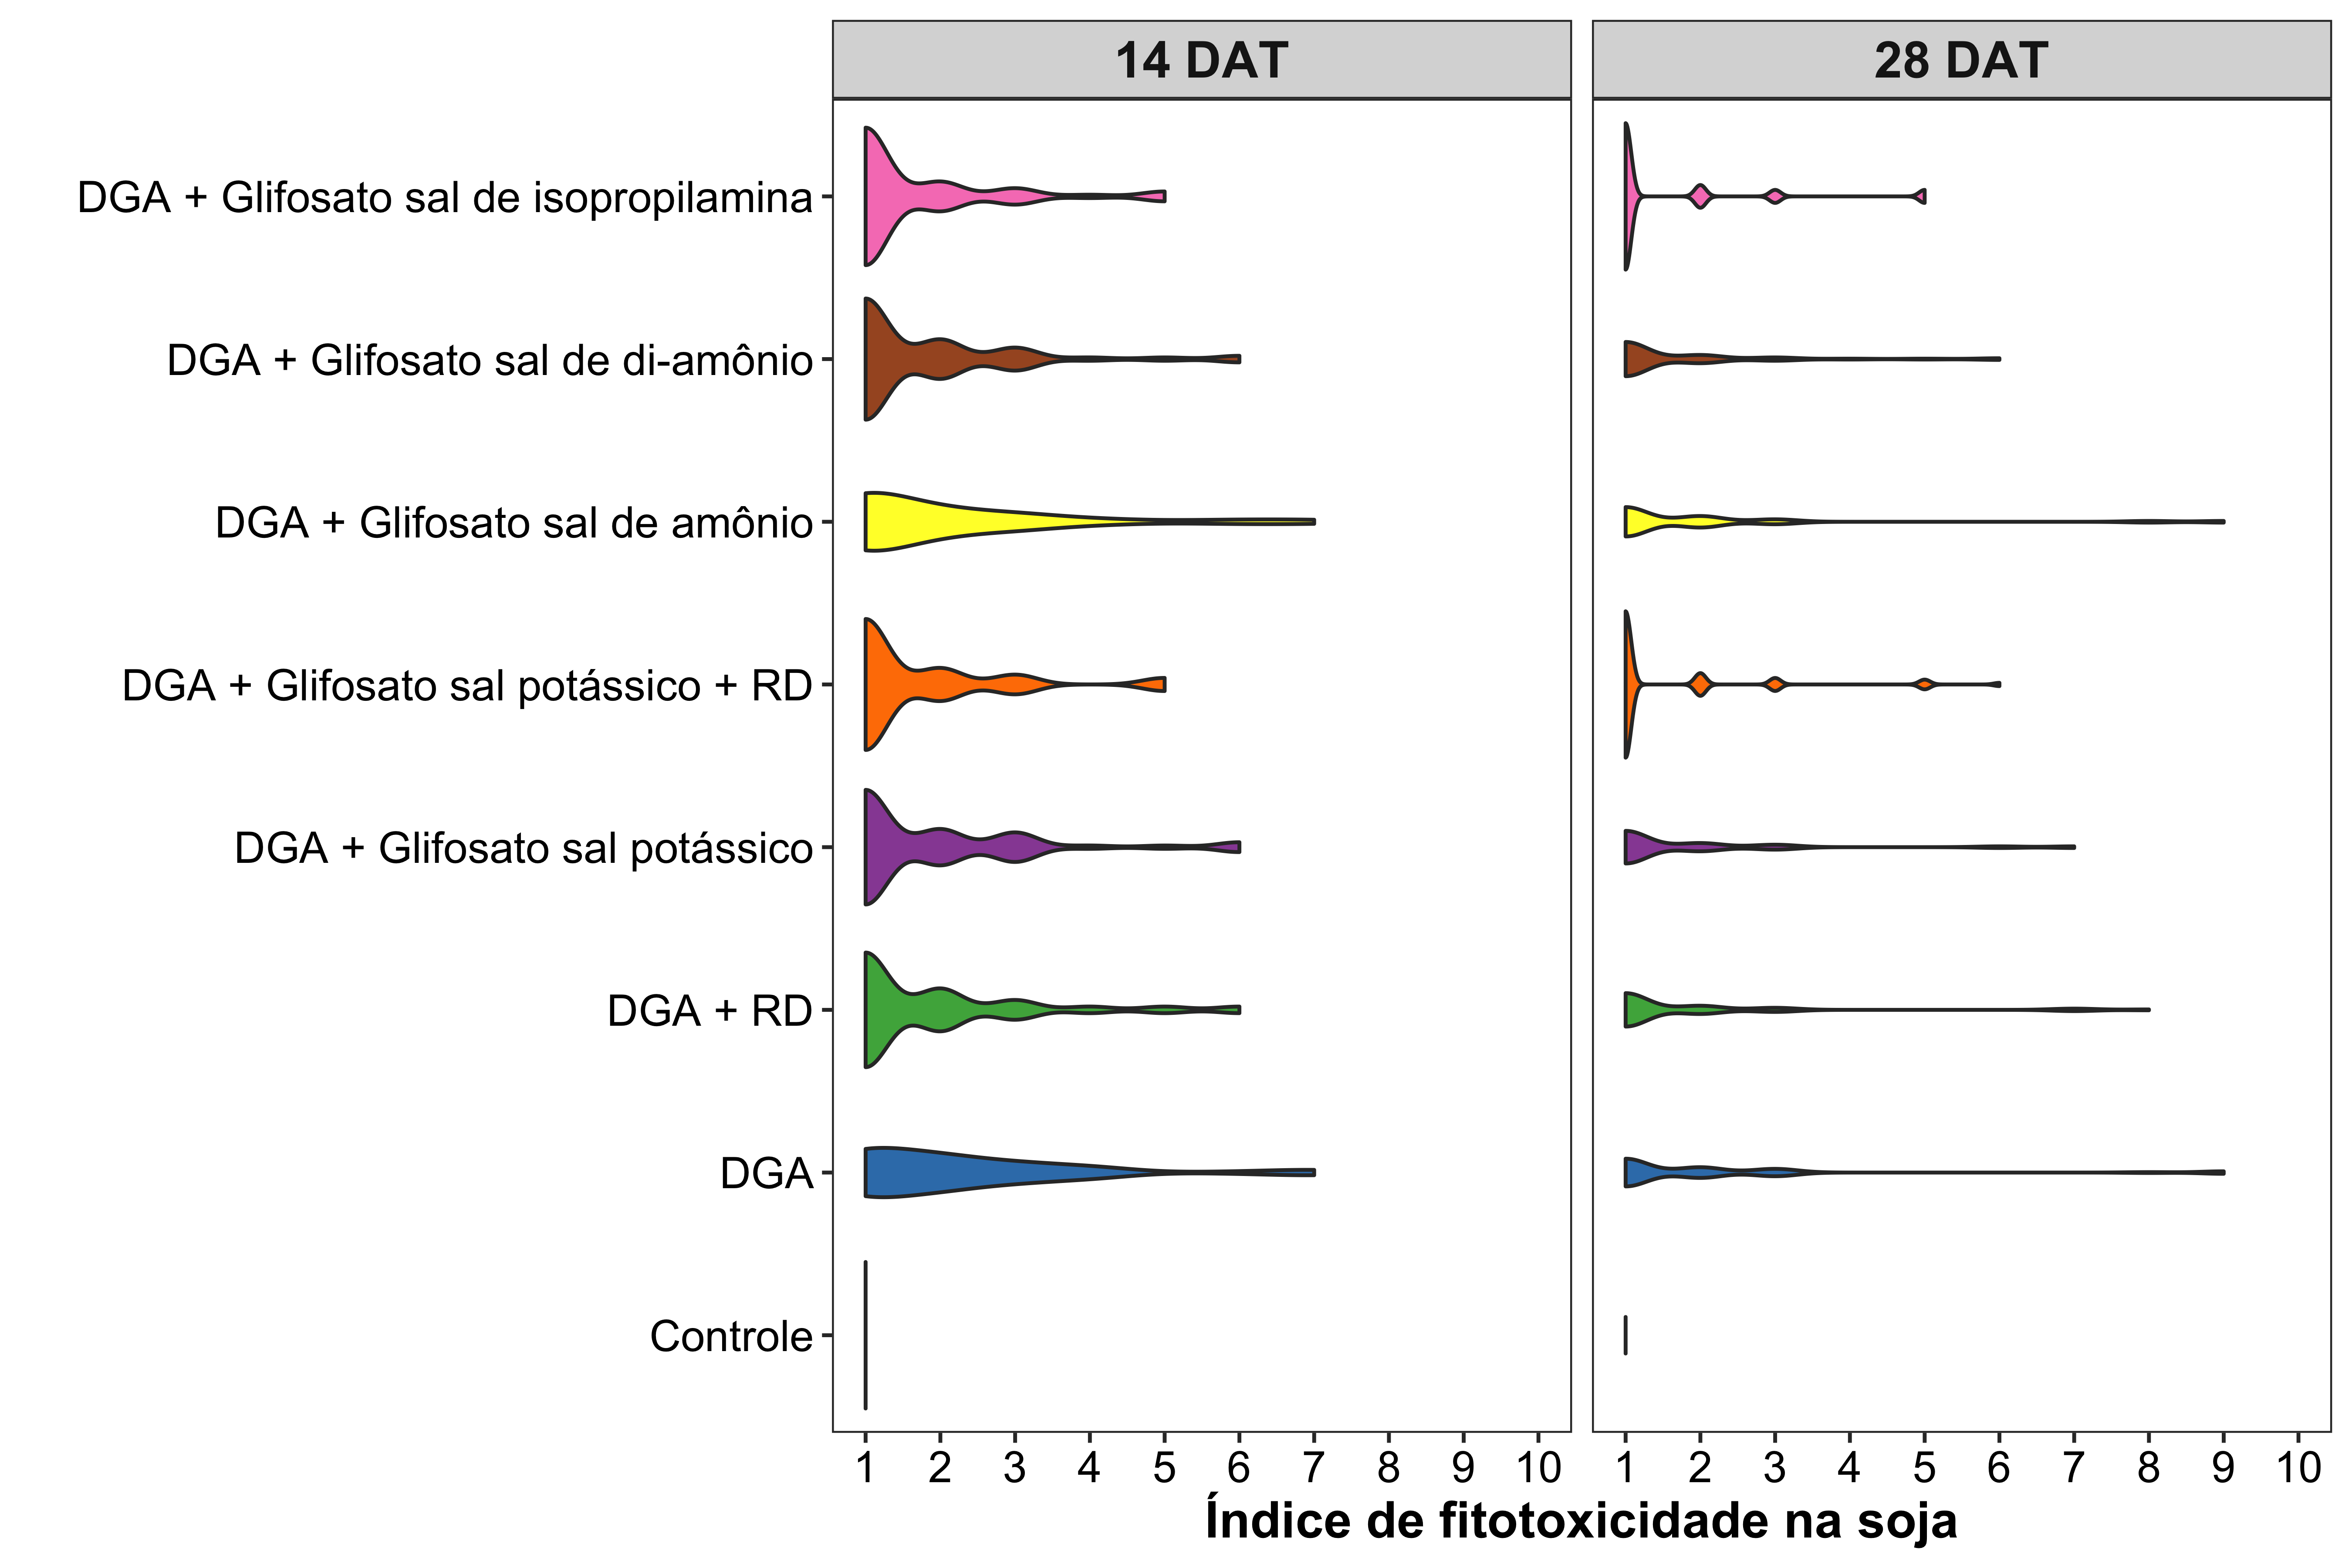 14 DAT
28 DAT
DGA + Glifosato sal de isopropilamina
DGA + Glifosato sal de di-amônio
DGA + Glifosato sal de amônio
DGA + Glifosato sal potássico + RD
DGA + Glifosato sal potássico
DGA + RD
DGA
Controle
1 2 3 4 5 6 7 8 9 10
1 2 3 4 5 6 7 8 9 10
Índice de fitotoxicidade na soja